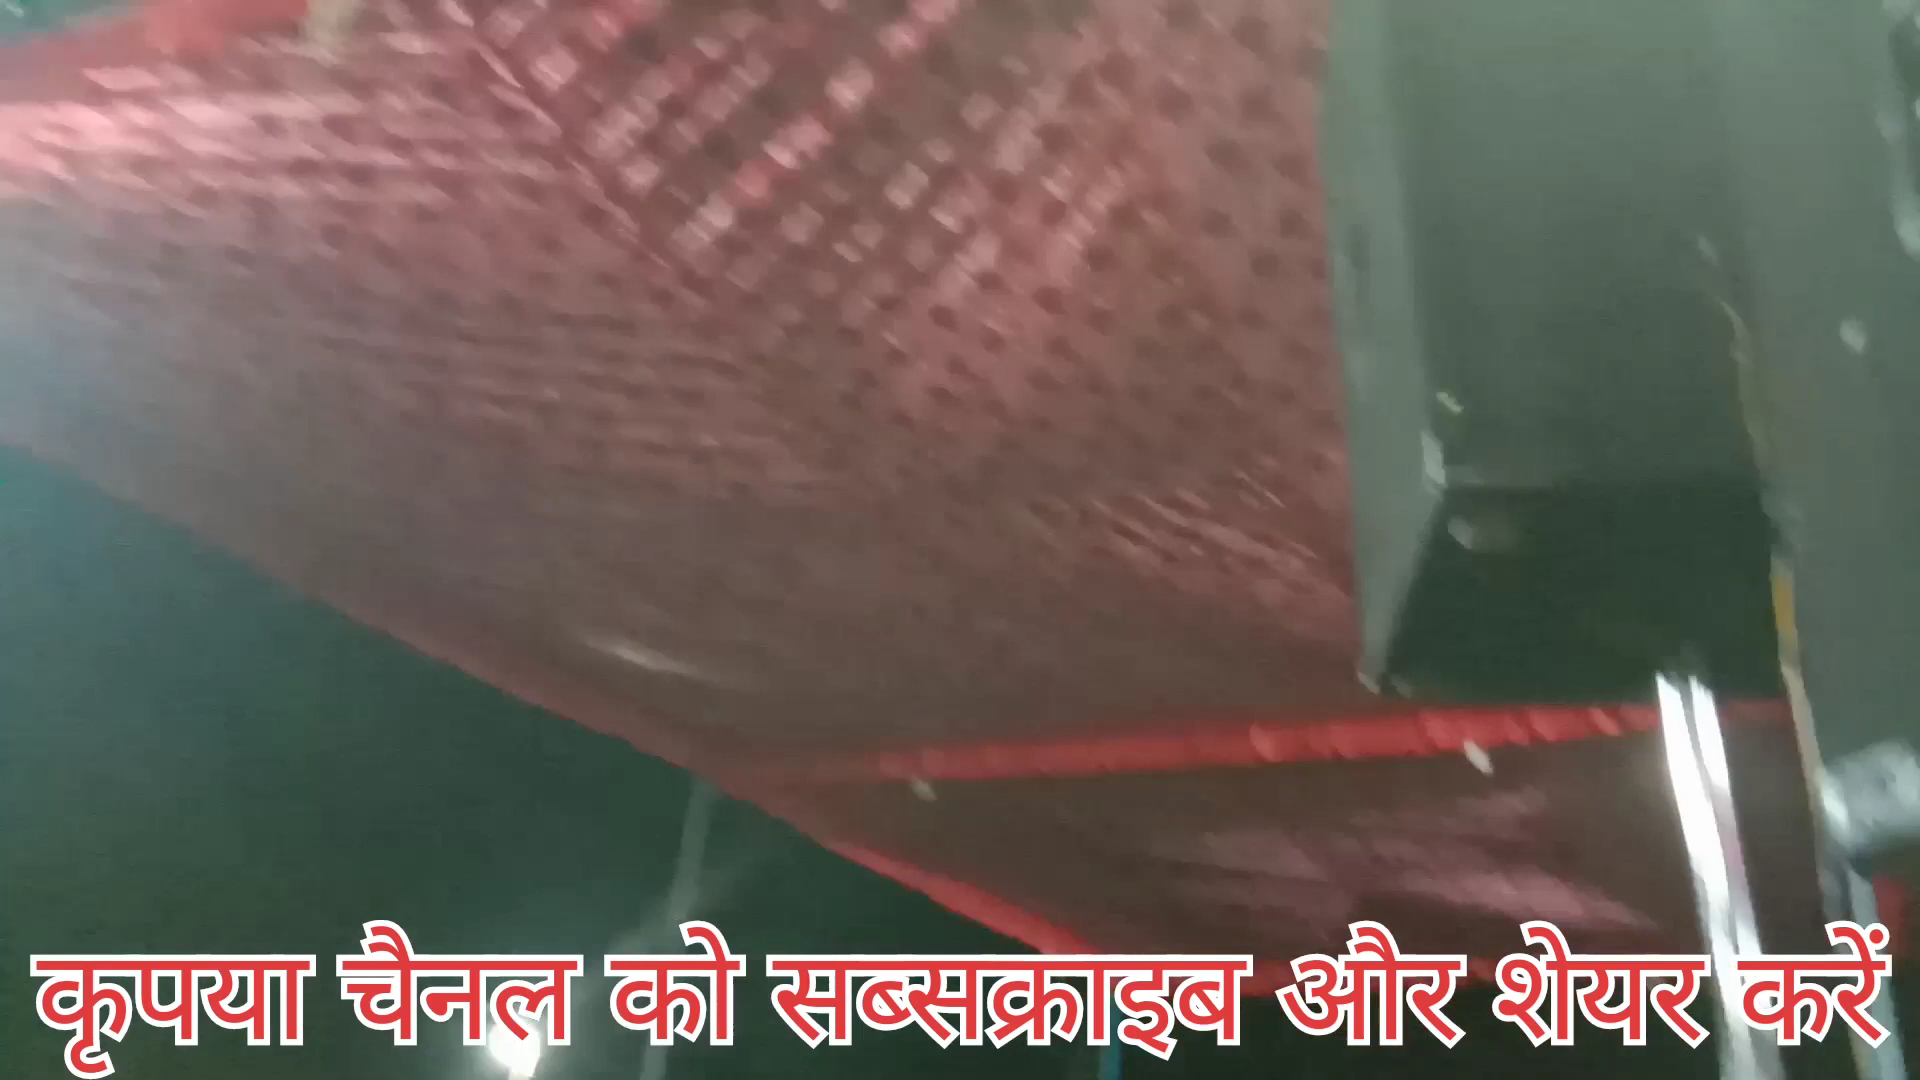 कृपया चैनल को सब्सक्राइब और शेयर करें